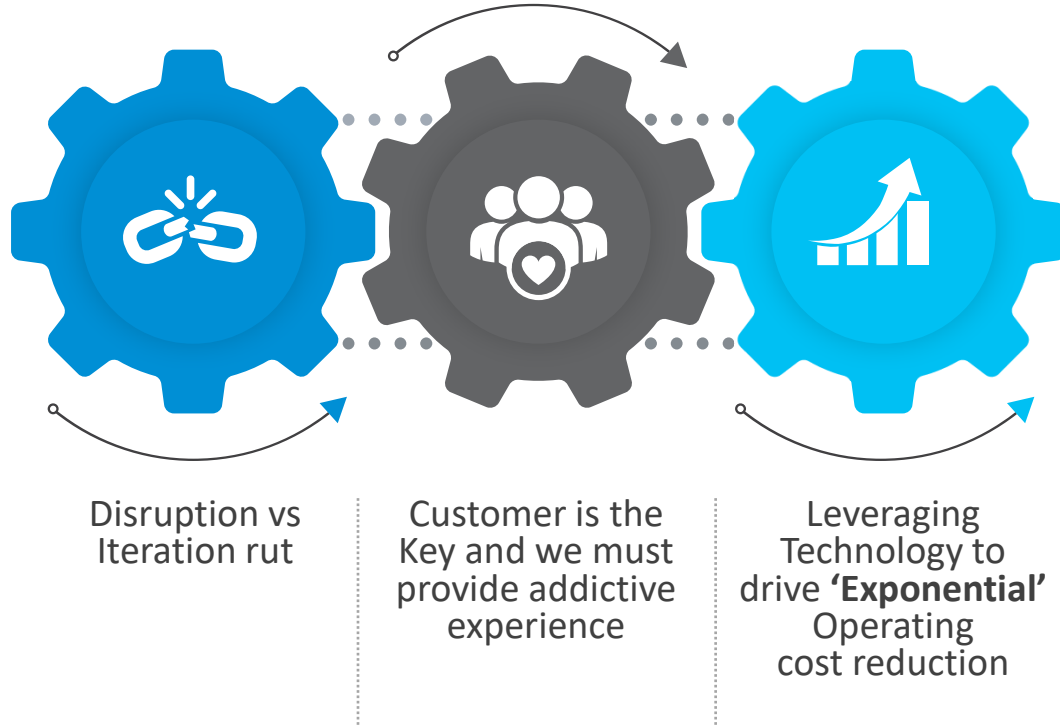 Disruption vs
Iteration rut
Customer is the
Key and we must
provide addictive
experience
Leveraging
Technology to
drive ‘Exponential’
Operating
cost reduction